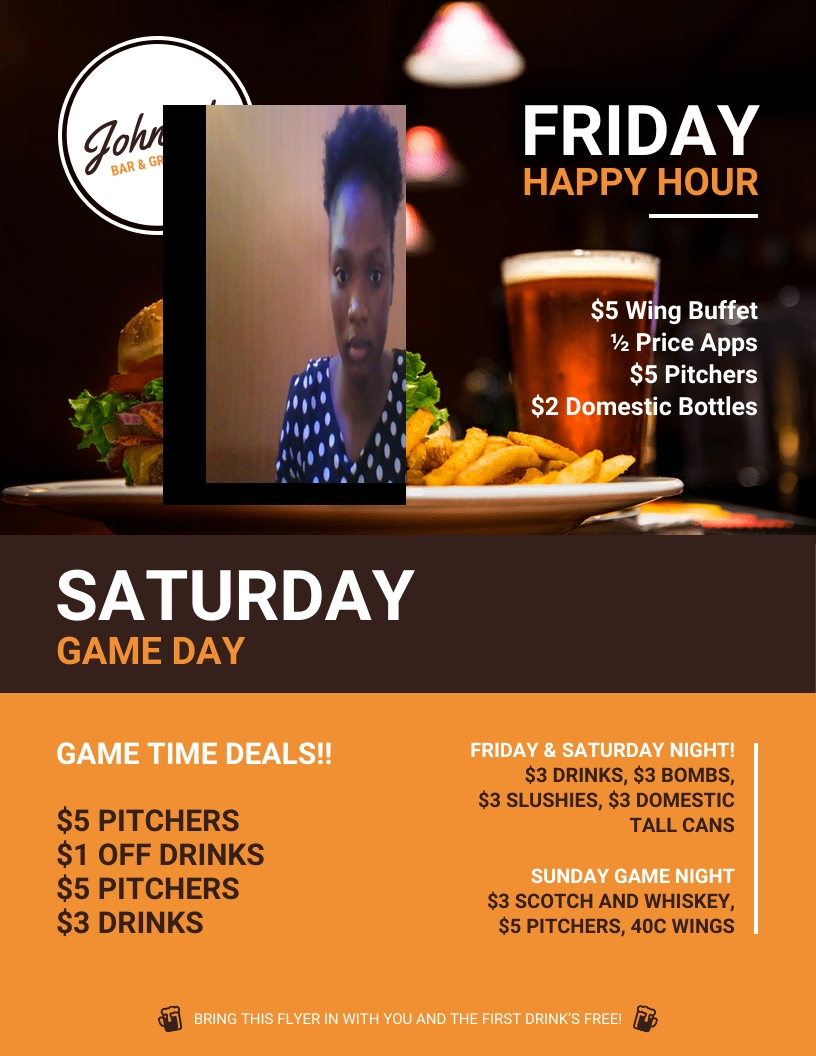 BAR &
FRIDAY
HAPPY HOUR
$5 Wing Buffet
½ Price Apps
$5 Pitchers
$2 Domestic Bottles
SATURDAY
GAME DAY
GAME TIME DEALS!!
$5 PITCHERS
$1 OFF DRINKS
$5 PITCHERS
$3 DRINKS
FRIDAY & SATURDAY NIGHT!
$3 DRINKS, $3 BOMBS,
$3 SLUSHIES, $3 DOMESTIC
TALL CANS
SUNDAY GAME NIGHT
$3 SCOTCH AND WHISKEY,
$5 PITCHERS, 40C WINGS
BRING THIS FLYER IN WITH YOU AND THE FIRST DRINK'S FREE!